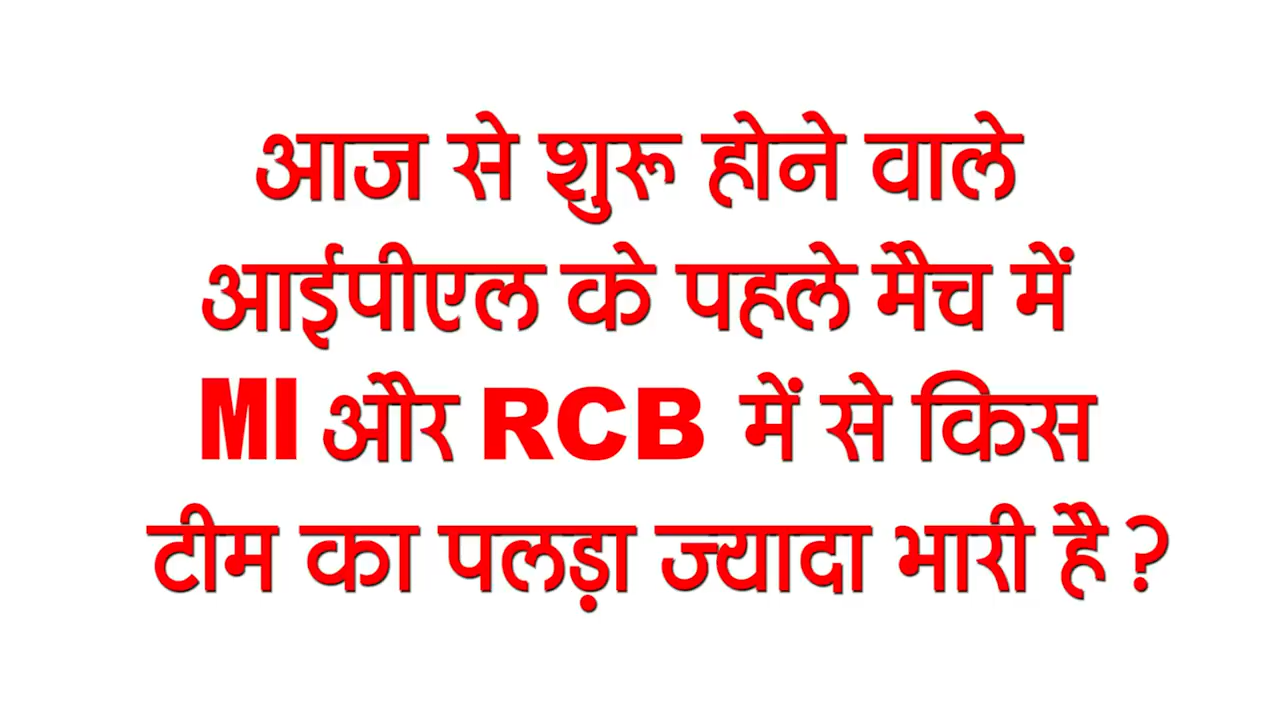 आज से शुरू होने वाले
आईपीएल के पहले मैच में
MI और RCB में से किस
टीम का पलड़ा ज्यादा भारी है ?